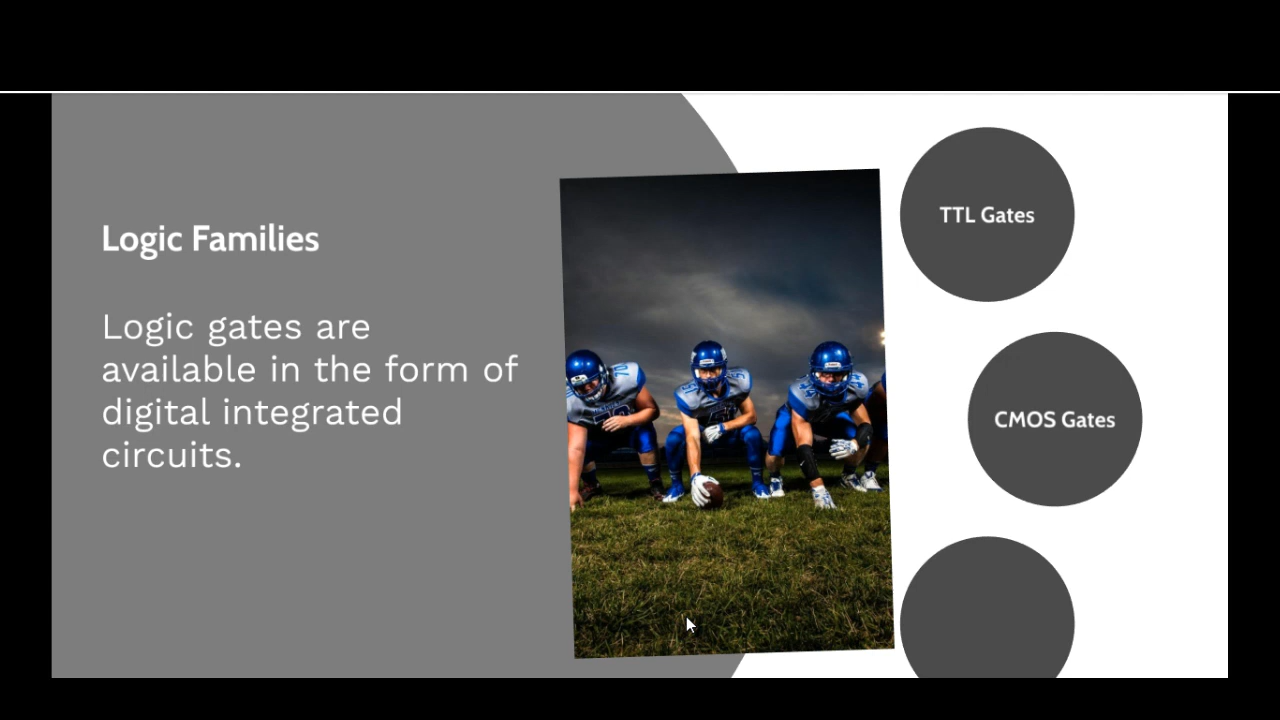 Logic Families
Logic gates are
available in the form of
digital integrated
circuits.
TTL Gates
CMOS Gates